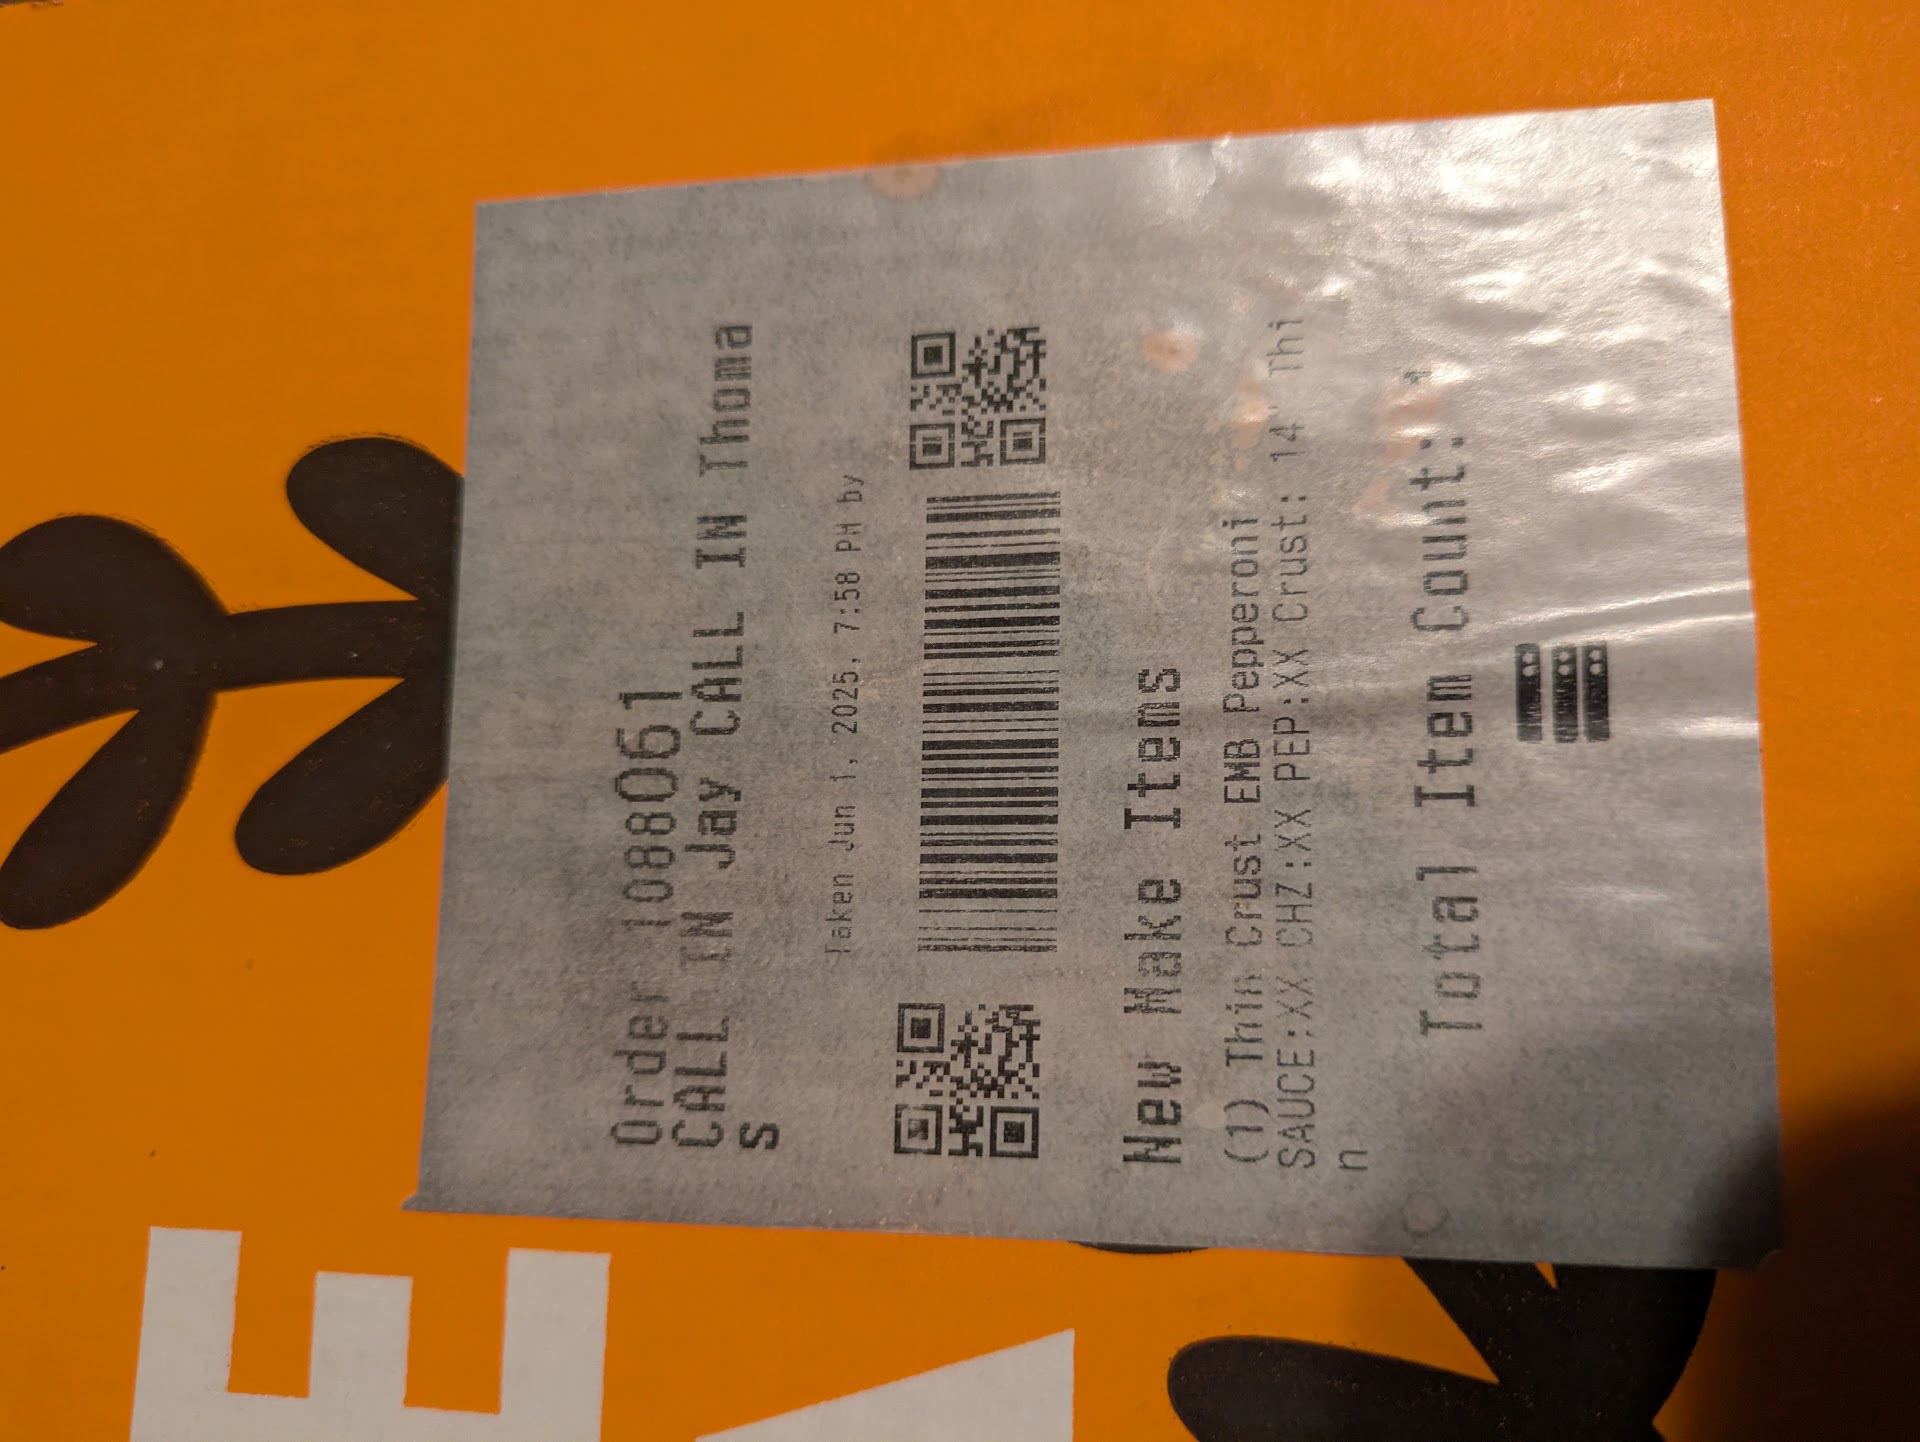 Order 1088061
CALL IN Jay CALL IN Thoma
s
Taken Jun 1, 2025, 7:58 PM by
New Make Items
(1) Thin Crust EMB Pepperoni
SAUCE:XX CHZ:XX PEP:XX Crust: 14" Thi
n
Total Item Count:
E